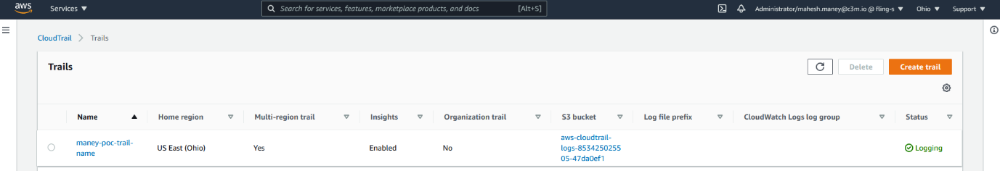 aws Services Search for services, features, marketplace products, and docs [Alt+S] Administrator/mahesh.maney@c3m.io @ fling-s Ohio Support
CloudTrail Trails
Trails Delete Create trail
Name Home region Multi-region trail Insights Organization trail S3 bucket Log file prefix CloudWatch Logs log group Status
maney-poc-trail-
name
US East (Ohio) Yes Enabled No
aws-cloudtrail-
logs-8534250255
05-47da0ef1
Logging